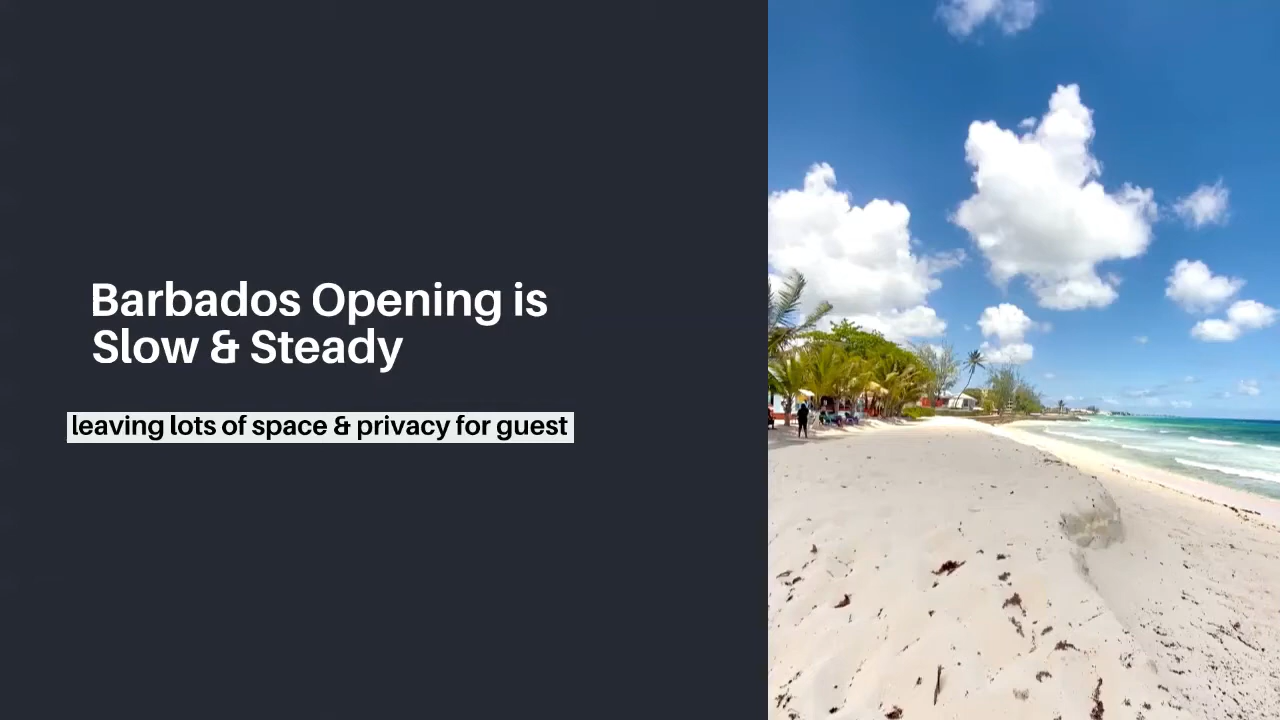 Barbados Opening is
Slow & Steady
leaving lots of space & privacy for guest